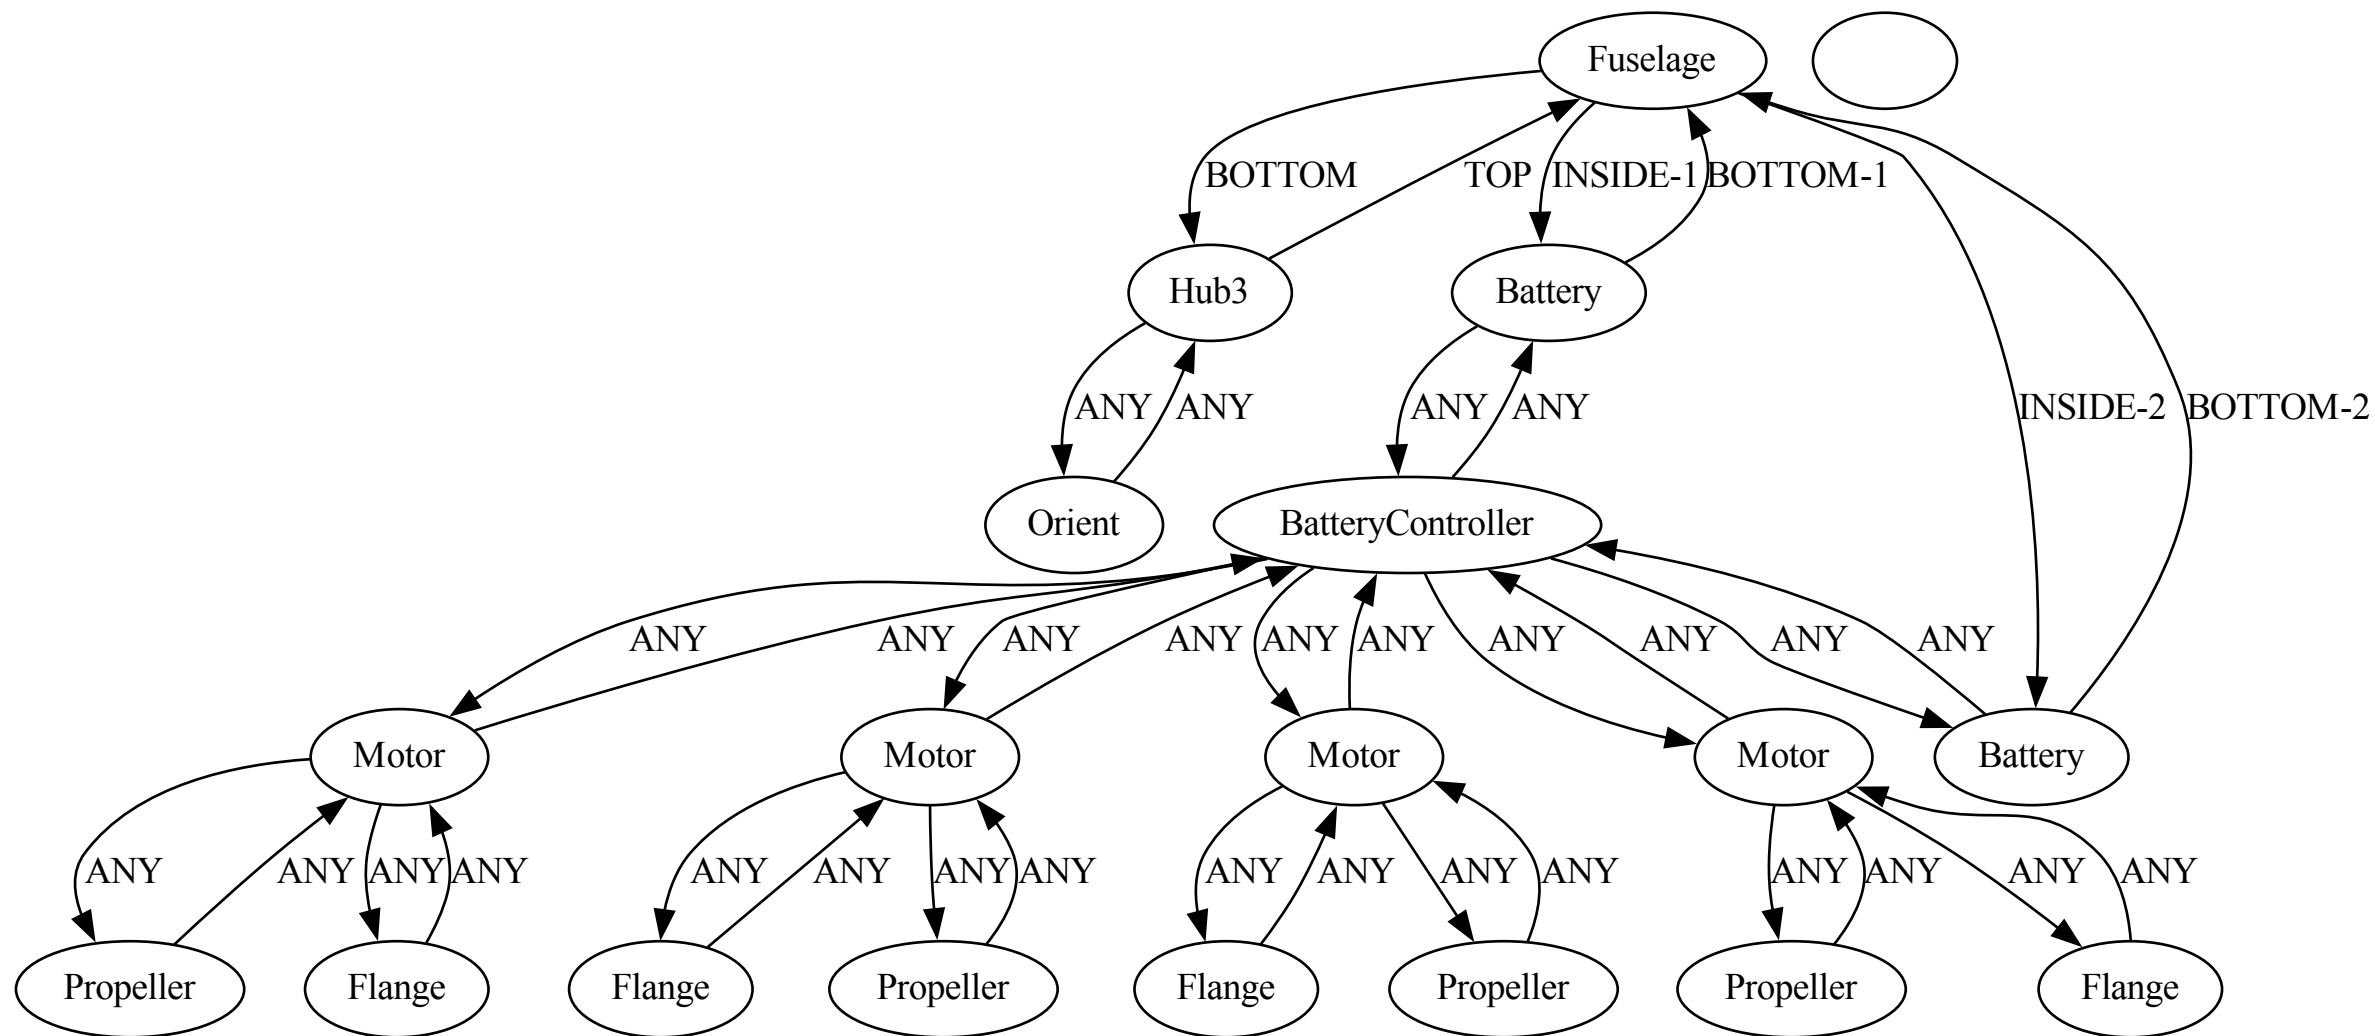 Fuselage
BOTTOM TOP INSIDE-1 BOTTOM-1
Hub3 Battery
ANY ANY ANY ANY INSIDE-2 BOTTOM-2
Orient BatteryController
ANY ANY ANY ANY ANY ANY ANY ANY ANY ANY
Motor Motor Motor Motor Battery
ANY ANY ANY ANY ANY ANY ANY ANY ANY ANY ANY ANY ANY ANY ANY ANY
Propeller Flange Flange Propeller Flange Propeller Propeller Flange